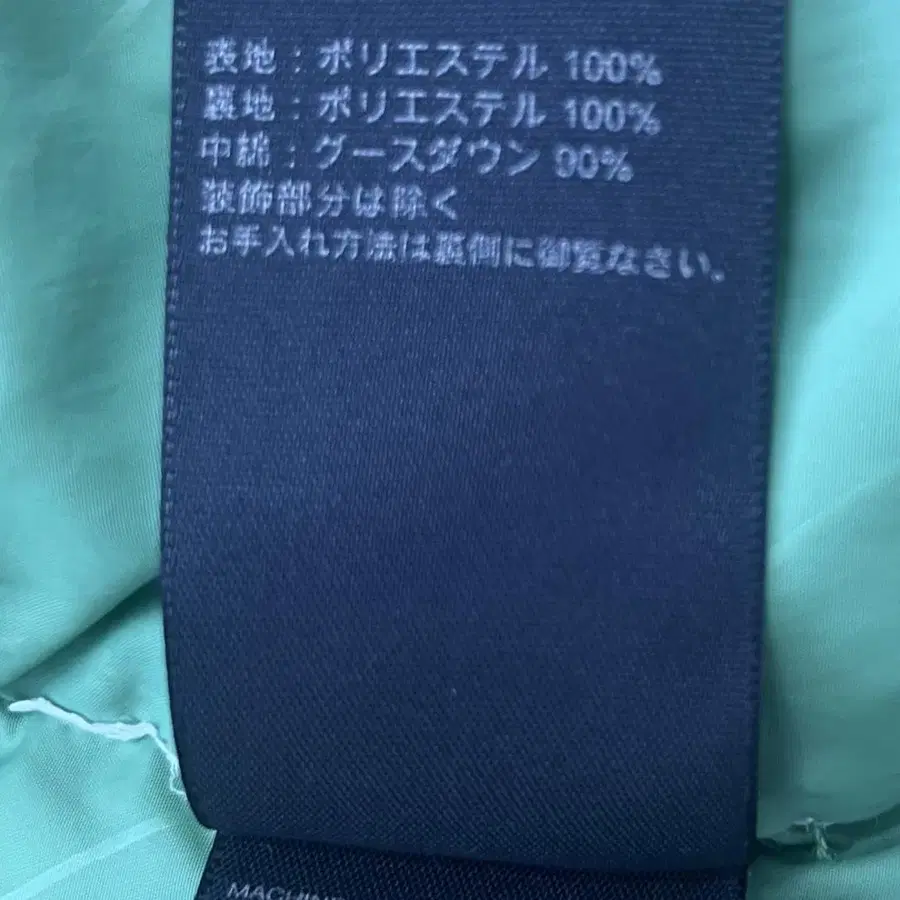 表地：ポリエステル 100%
裏地：ポリエステル 100%
中綿：グースダウン 90%
装飾部分は除く
お手入れ方法は裏側に御覧なさい。